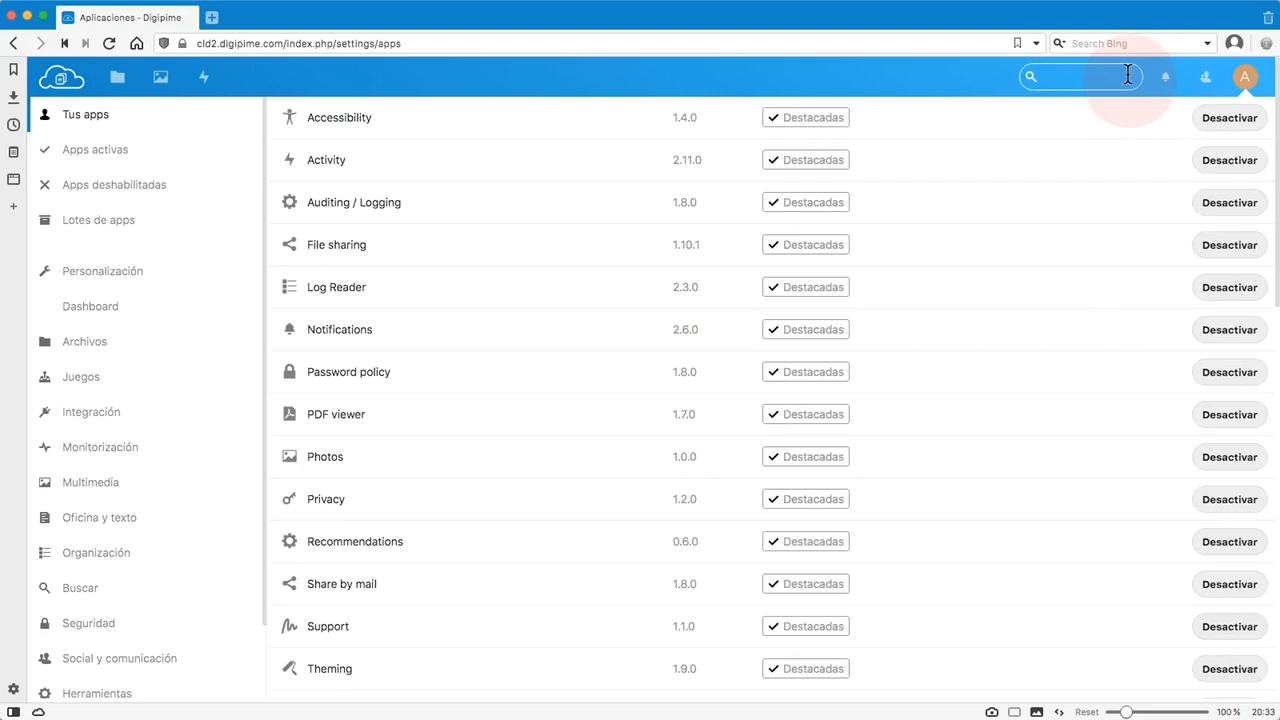 Aplicaciones - Digipime
cld2.digipime.com/index.php/settings/apps
Search Bing
A
Tus apps
Apps activas
Apps deshabilitadas
Lotes de apps
Personalización
Dashboard
Archivos
Juegos
Integración
Monitorización
Multimedia
Oficina y texto
Organización
Buscar
Seguridad
Social y comunicación
Herramientas
Accessibility 1.4.0 Destacadas Desactivar
Activity 2.11.0 Destacadas Desactivar
Auditing / Logging 1.8.0 Destacadas Desactivar
File sharing 1.10.1 Destacadas Desactivar
Log Reader 2.3.0 Destacadas Desactivar
Notifications 2.6.0 Destacadas Desactivar
Password policy 1.8.0 Destacadas Desactivar
PDF viewer 1.7.0 Destacadas Desactivar
Photos 1.0.0 Destacadas Desactivar
Privacy 1.2.0 Destacadas Desactivar
Recommendations 0.6.0 Destacadas Desactivar
Share by mail 1.8.0 Destacadas Desactivar
Support 1.1.0 Destacadas Desactivar
Theming 1.9.0 Destacadas Desactivar
Reset 100 % 20:33